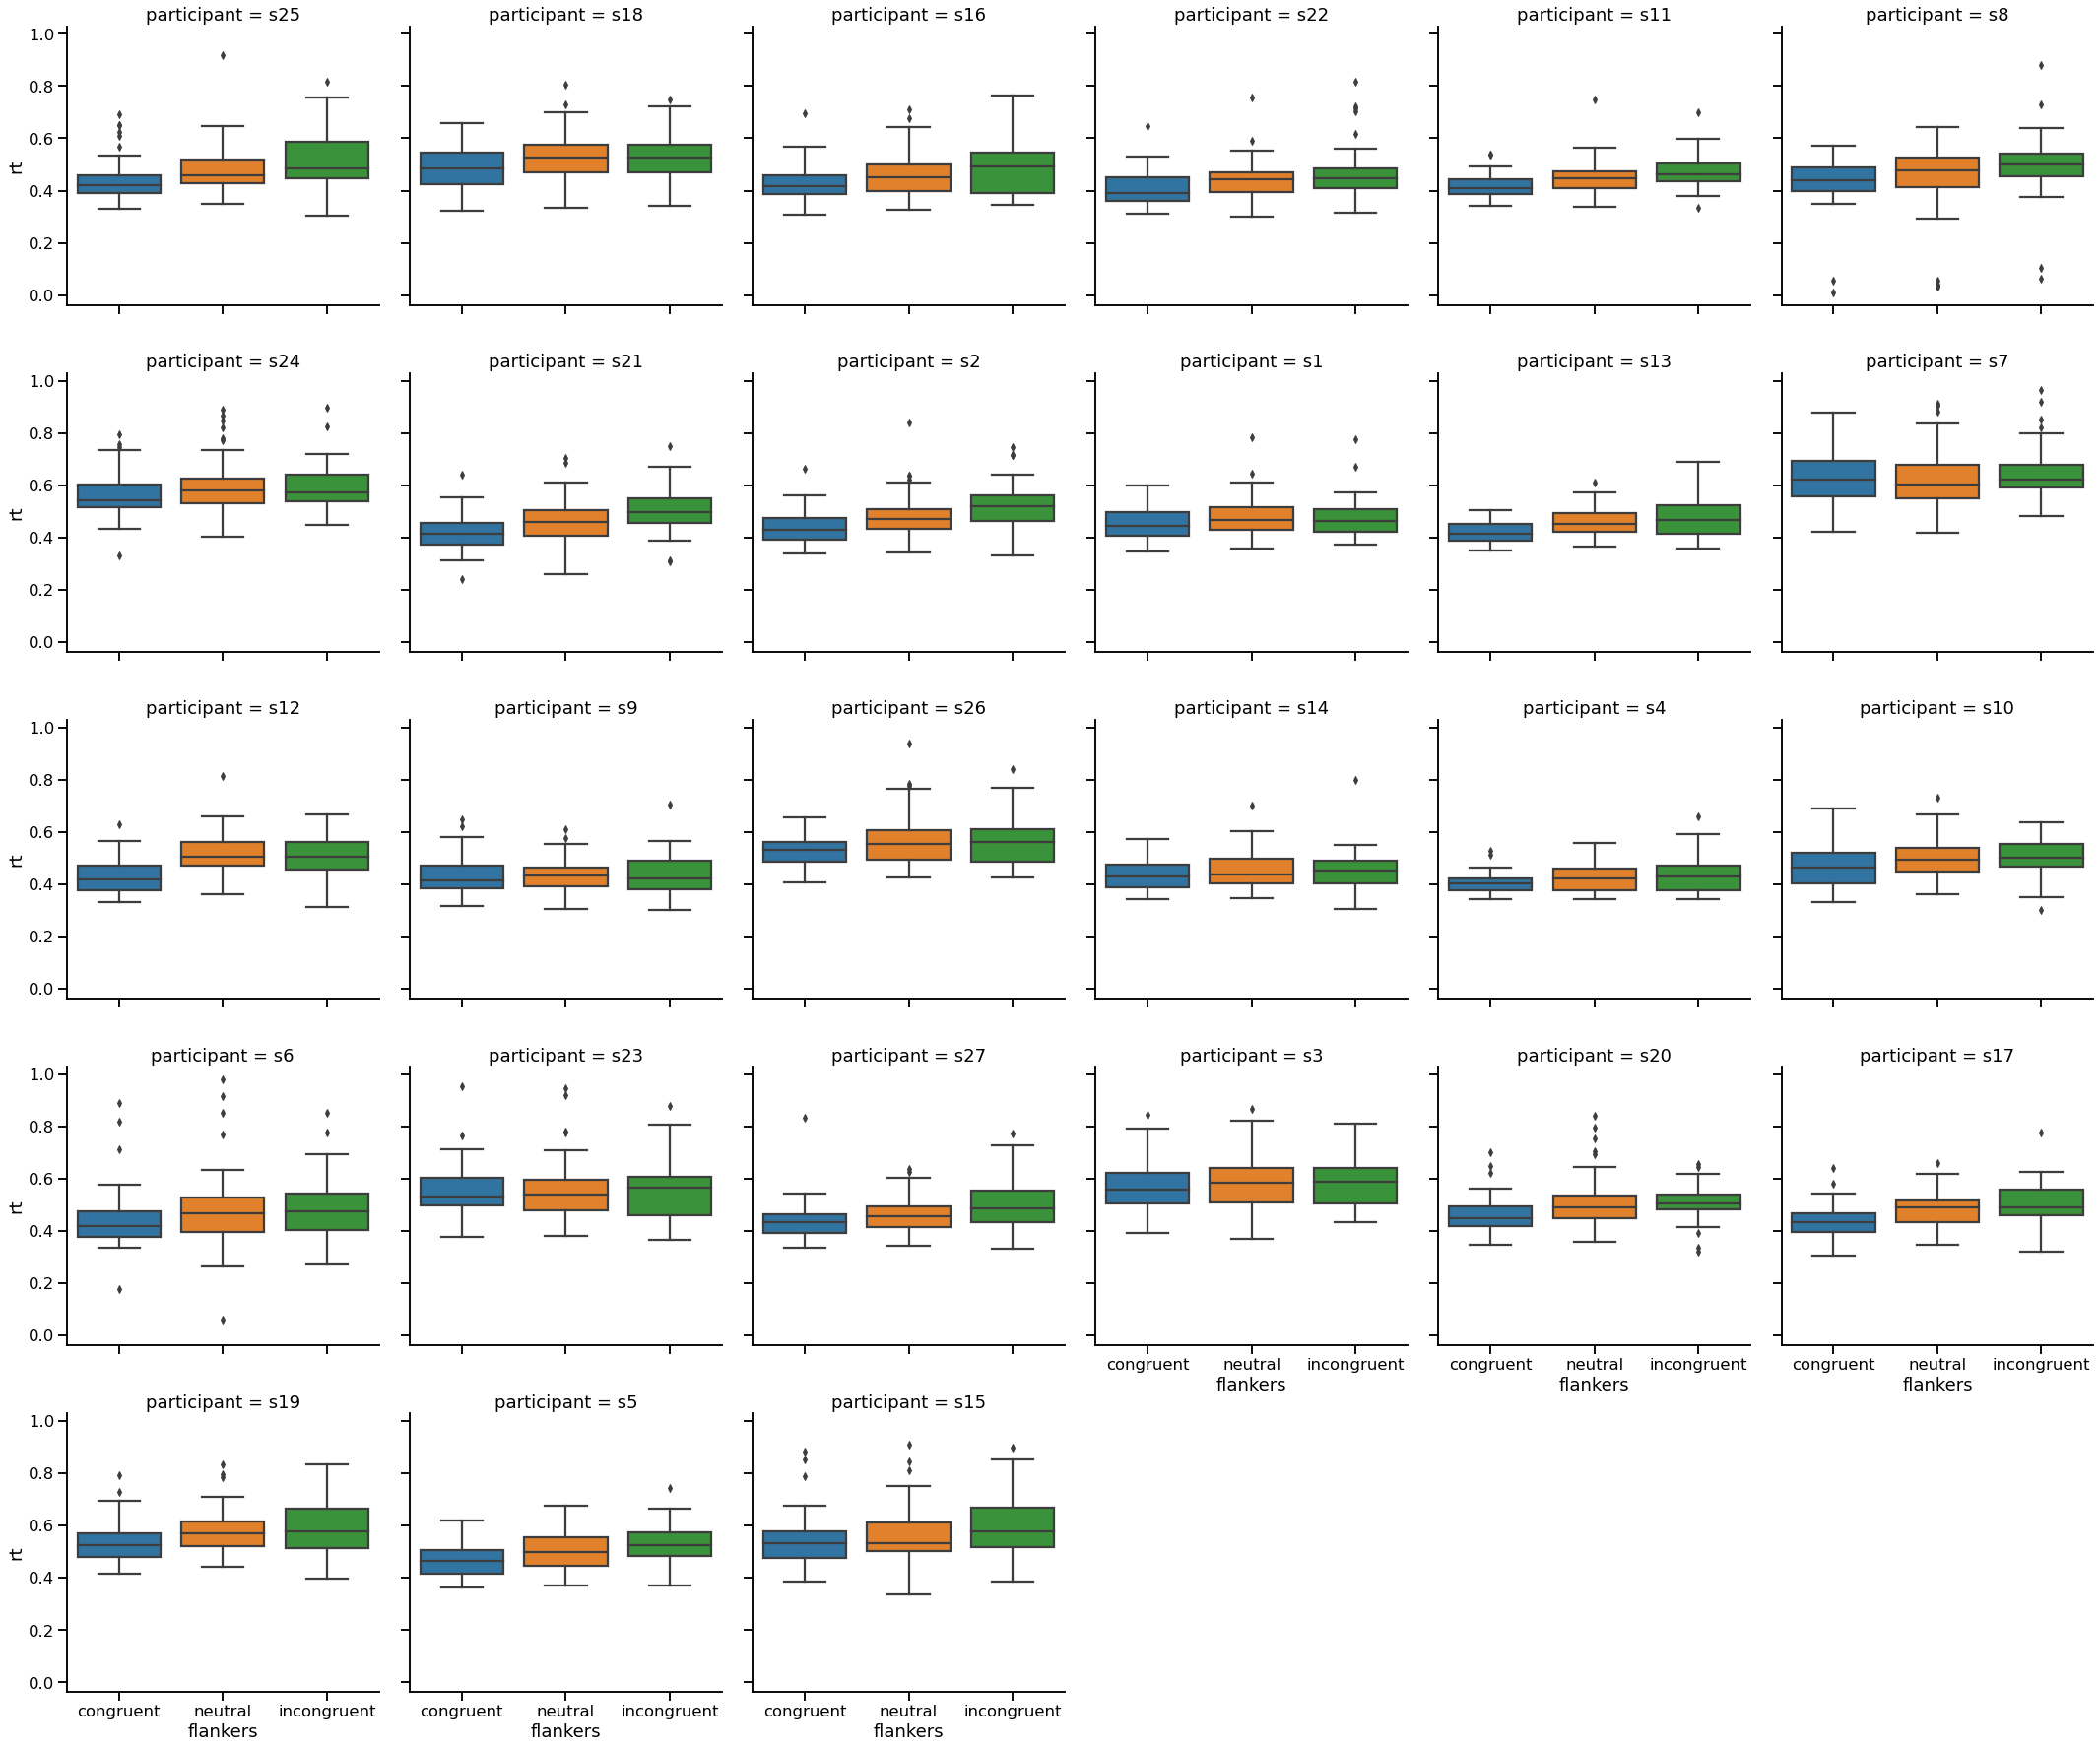 participant = s25 participant = s18 participant = s16 participant = s22 participant = s11 participant = s8
1.0
0.8
0.6
rt
0.4
0.2
0.0
participant = s24 participant = s21 participant = s2 participant = s1 participant = s13 participant = s7
1.0
0.8
0.6
rt
0.4
0.2
0.0
participant = s12 participant = s9 participant = s26 participant = s14 participant = s4 participant = s10
1.0
0.8
0.6
rt
0.4
0.2
0.0
participant = s6 participant = s23 participant = s27 participant = s3 participant = s20 participant = s17
1.0
0.8
0.6
rt
0.4
0.2
0.0
congruent neutral incongruent congruent neutral incongruent congruent neutral incongruent
flankers flankers flankers
participant = s19 participant = s5 participant = s15
1.0
0.8
0.6
rt
0.4
0.2
0.0
congruent neutral incongruent congruent neutral incongruent congruent neutral incongruent
flankers flankers flankers